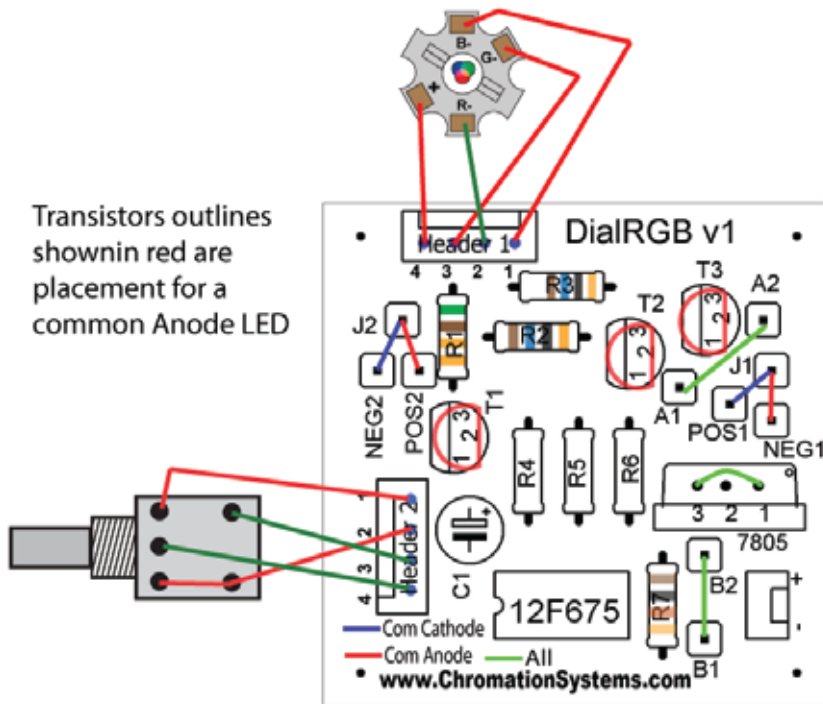 B-
G-
+
R-
Transistors outlines
shownin red are
placement for a
common Anode LED
Header 1
4 3 2 1
DialRGB v1
R3
T3
A2
T2
3
2
1
3
2
1
J2
R1
R2
J1
A1
NEG2
POS2
T1
3
2
1
POS1
NEG1
R4
R5
R6
1
2
3
4
Header 2
+
C1
3 2 1
7805
12F675
R7
B2
+
-
B1
Com Cathode
Com Anode
All
www.ChromationSystems.com